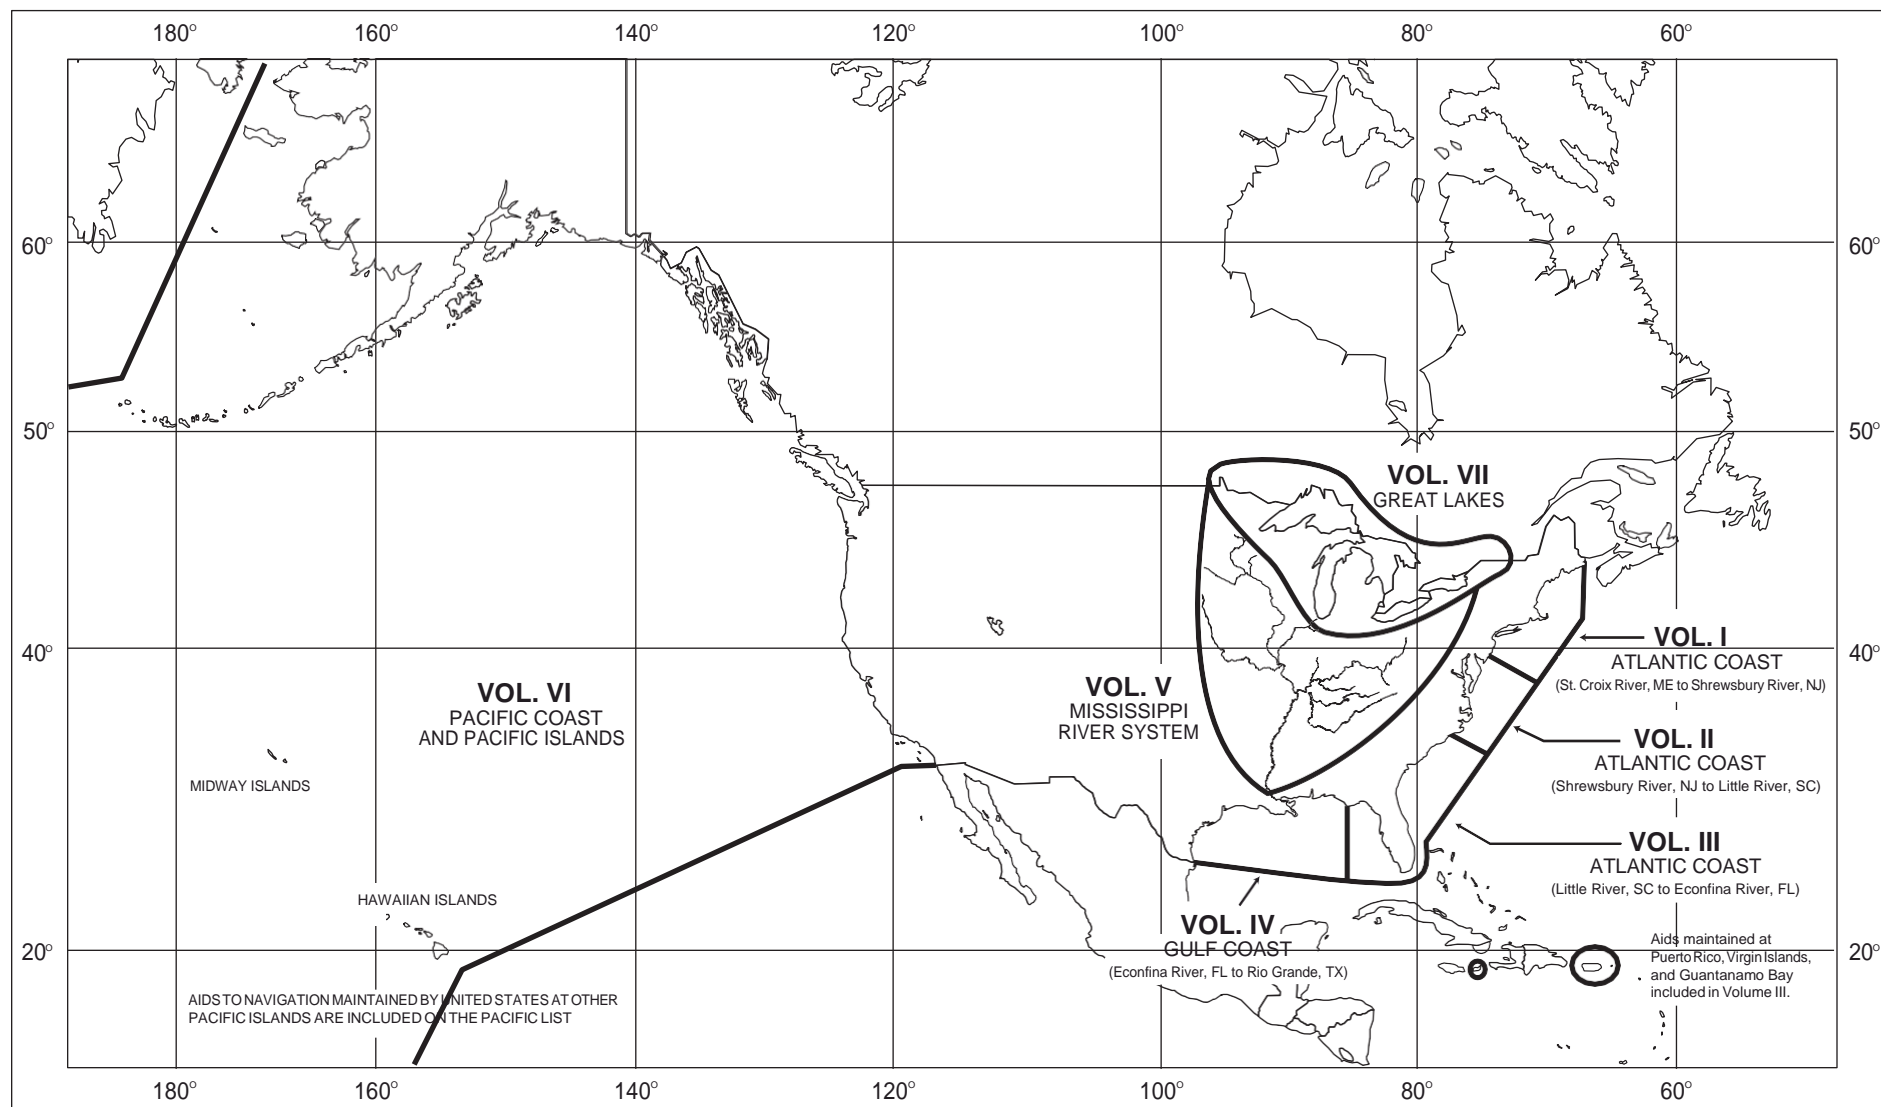 180° 160° 140° 120° 100° 80° 60°
60° 60°
50° 50°
VOL. VII
GREAT LAKES
40° 40°
VOL. I
ATLANTIC COAST
(St. Croix River, ME to Shrewsbury River, NJ)
VOL. VI
PACIFIC COAST
AND PACIFIC ISLANDS
VOL. V
MISSISSIPPI
RIVER SYSTEM
VOL. II
ATLANTIC COAST
(Shrewsbury River, NJ to Little River, SC)
MIDWAY ISLANDS
VOL. III
ATLANTIC COAST
(Little River, SC to Econfina River, FL)
HAWAIIAN ISLANDS
VOL. IV
GULF COAST
(Econfina River, FL to Rio Grande, TX)
20° 20°
Aids maintained at
Puerto Rico, Virgin Islands,
and Guantanamo Bay
included in Volume III.
AIDS TO NAVIGATION MAINTAINED BY UNITED STATES AT OTHER
PACIFIC ISLANDS ARE INCLUDED ON THE PACIFIC LIST
180° 160° 140° 120° 100° 80° 60°